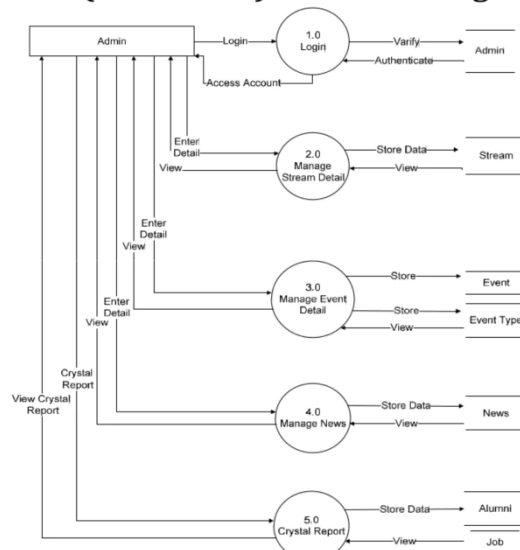 Admin
Login
1.0
Login
Varify
Authenticate
Admin
Access Account
Enter
Detail
View
2.0
Manage
Stream Detail
Store Data
View
Stream
Enter
Detail
View
3.0
Manage Event
Detail
Store
Event
Store
View
Event Type
Enter
Detail
View
Crystal
Report
View Crystal
Report
4.0
Manage News
Store Data
View
News
5.0
Crystal Report
Store Data
View
Alumni
Job